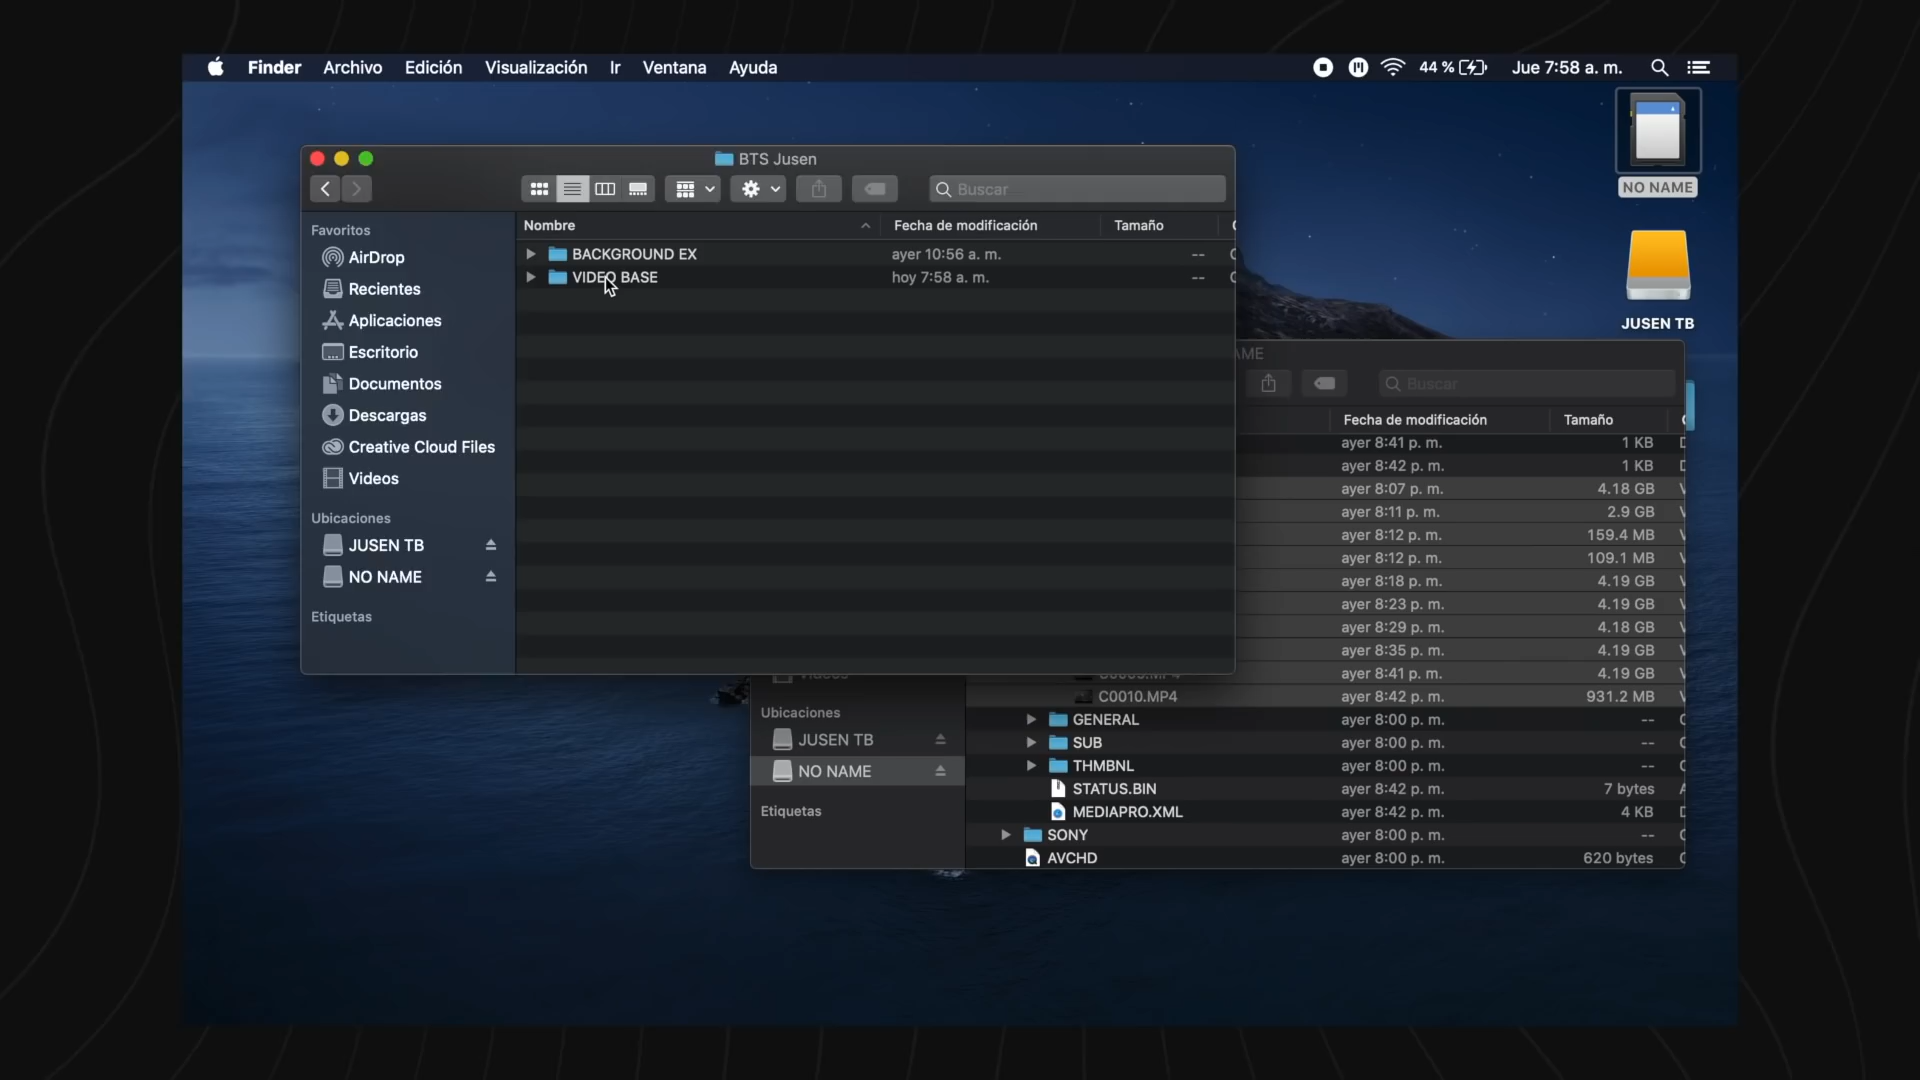 Finder Archivo Edición Visualización Ir Ventana Ayuda 44 % Jue 7:58 a. m.
NO NAME
JUSEN TB
BTS Jusen
Buscar
Favoritos
AirDrop
Recientes
Aplicaciones
Escritorio
Documentos
Descargas
Creative Cloud Files
Videos
Ubicaciones
JUSEN TB
NO NAME
Etiquetas
Nombre Fecha de modificación Tamaño
BACKGROUND EX ayer 10:56 a. m. --
VIDEO BASE hoy 7:58 a. m. --
AME
Buscar
Fecha de modificación Tamaño
ayer 8:41 p. m. 1 KB
ayer 8:42 p. m. 1 KB
ayer 8:07 p. m. 4.18 GB
ayer 8:11 p. m. 2.9 GB
ayer 8:12 p. m. 159.4 MB
ayer 8:12 p. m. 109.1 MB
ayer 8:18 p. m. 4.19 GB
ayer 8:23 p. m. 4.19 GB
ayer 8:29 p. m. 4.18 GB
ayer 8:35 p. m. 4.19 GB
ayer 8:41 p. m. 4.19 GB
C0010.MP4 ayer 8:42 p. m. 931.2 MB
GENERAL ayer 8:00 p. m. --
SUB ayer 8:00 p. m. --
THMBNL ayer 8:00 p. m. --
STATUS.BIN ayer 8:42 p. m. 7 bytes
MEDIAPRO.XML ayer 8:42 p. m. 4 KB
SONY ayer 8:00 p. m. --
AVCHD ayer 8:00 p. m. 620 bytes
Ubicaciones
JUSEN TB
NO NAME
Etiquetas